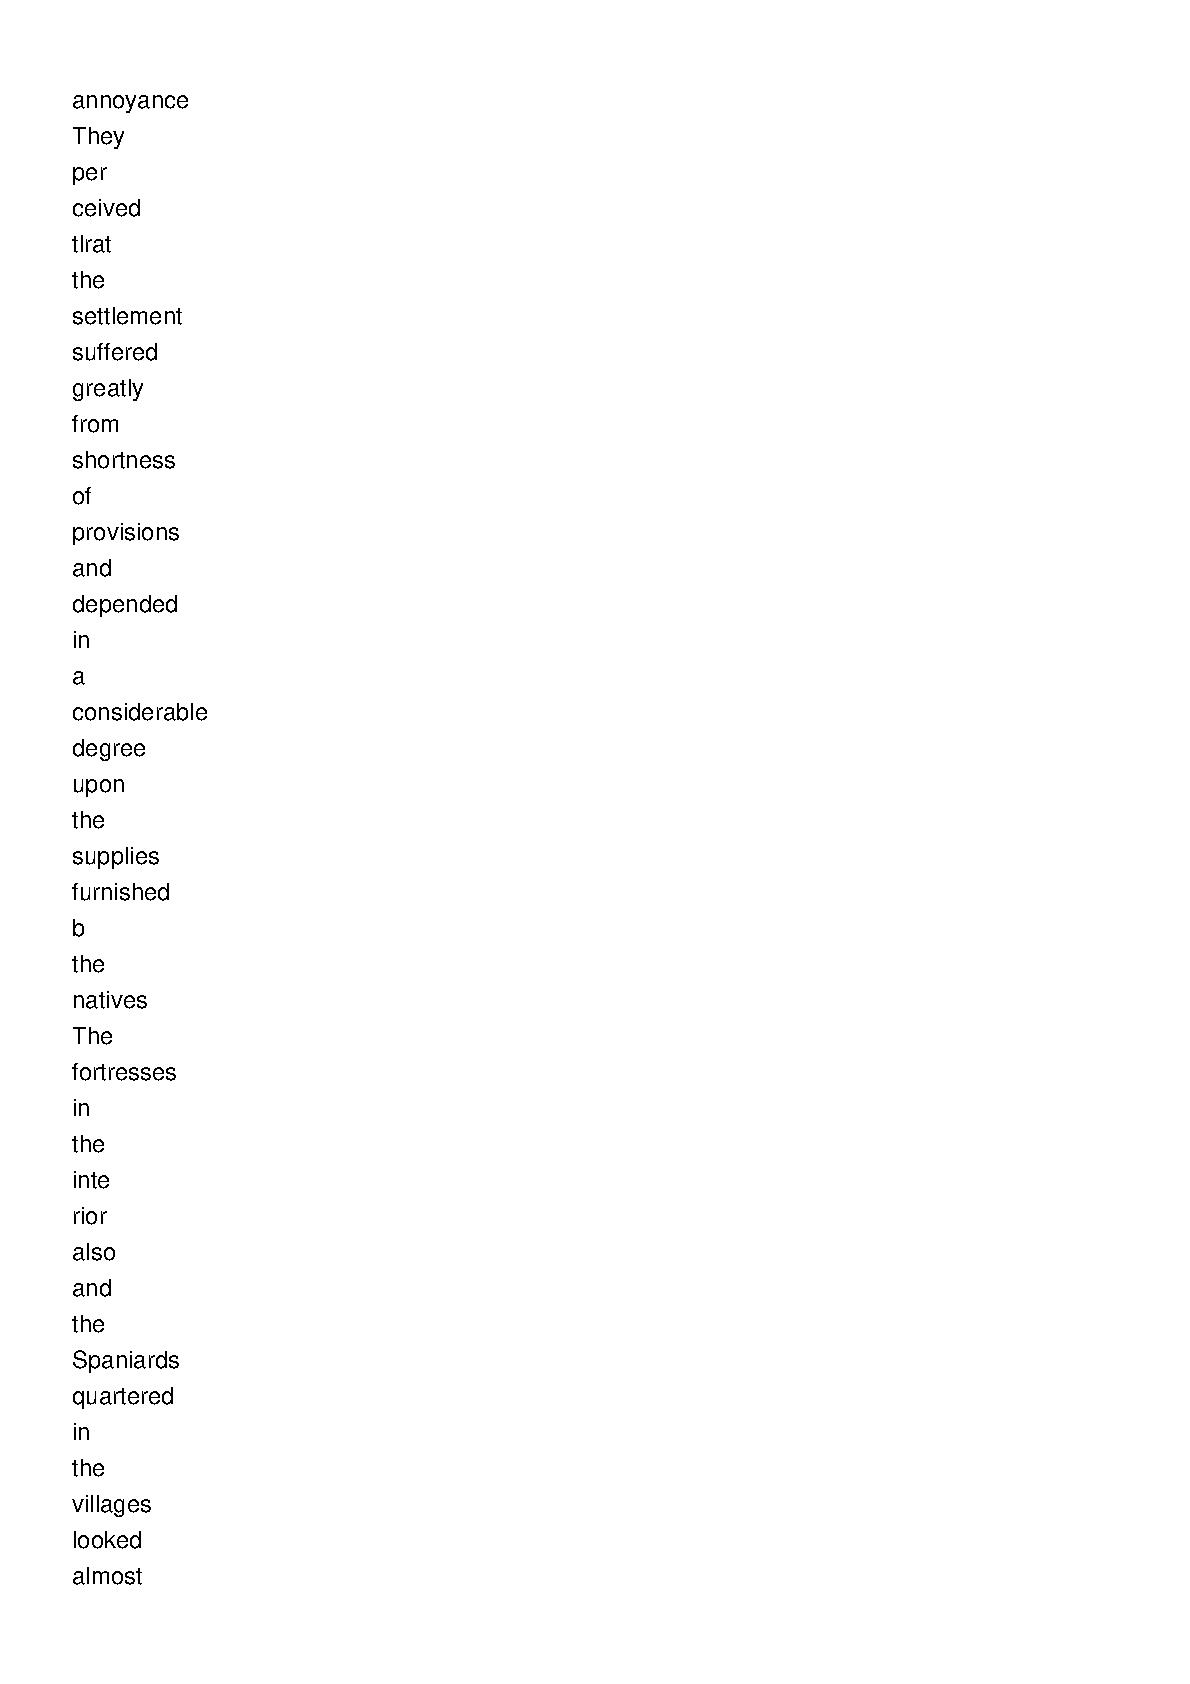 annoyance
They
per
ceived
tlrat
the
settlement
suffered
greatly
from
shortness
of
provisions
and
depended
in
a
considerable
degree
upon
the
supplies
furnished
b
the
natives
The
fortresses
in
the
inte
rior
also
and
the
Spaniards
quartered
in
the
villages
looked
almost